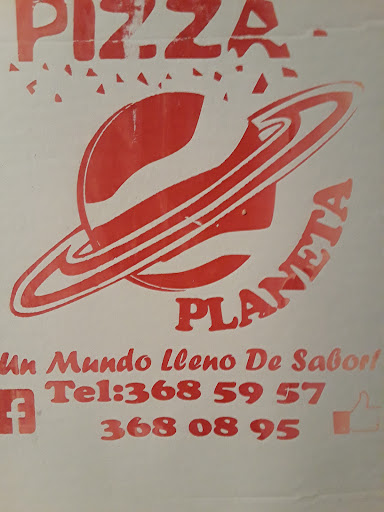 PIZZA
PLANETA
Un Mundo Lleno De Sabor!
f
Tel:368 59 57
368 08 95